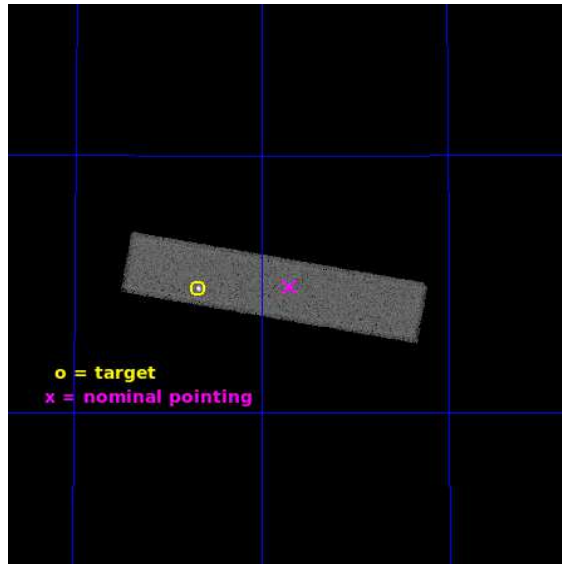 o = target
x = nominal pointing